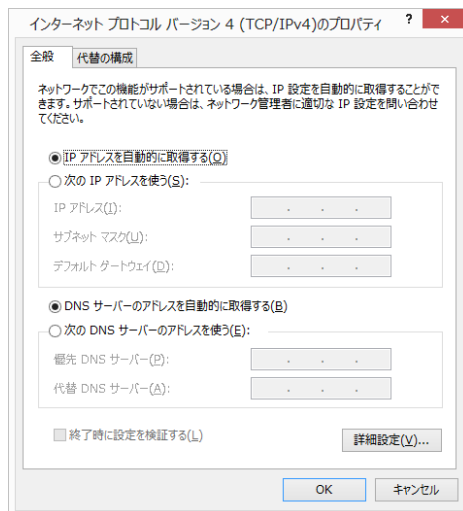 インターネット プロトコル バージョン 4 (TCP/IPv4)のプロパティ ? ×
全般 代替の構成
ネットワークでこの機能がサポートされている場合は、IP 設定を自動的に取得することがで
きます。サポートされていない場合は、ネットワーク管理者に適切な IP 設定を問い合わせ
てください。
IP アドレスを自動的に取得する(O)
次の IP アドレスを使う(S):
IP アドレス(I):
. . .
サブネット マスク(U):
. . .
デフォルト ゲートウェイ(D):
. . .
DNS サーバーのアドレスを自動的に取得する(B)
次の DNS サーバーのアドレスを使う(E):
優先 DNS サーバー(P):
. . .
代替 DNS サーバー(A):
. . .
終了時に設定を検証する(L)
詳細設定(V)...
OK キャンセル